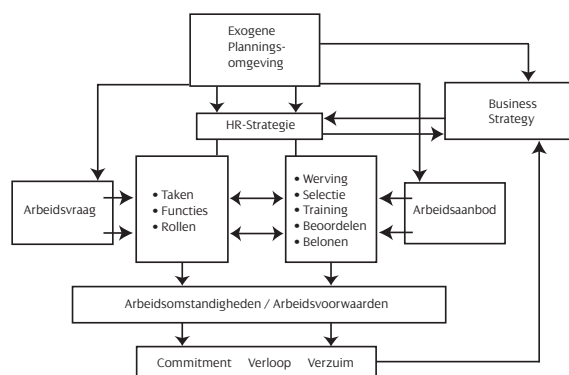 Exogene
Plannings-
omgeving
Business
Strategy
HR-Strategie
Arbeidsvraag
• Taken
• Functies
• Rollen
• Werving
• Selectie
• Training
• Beoordelen
• Belonen
Arbeidsaanbod
Arbeidsomstandigheden / Arbeidsvoorwaarden
Commitment Verloop Verzuim